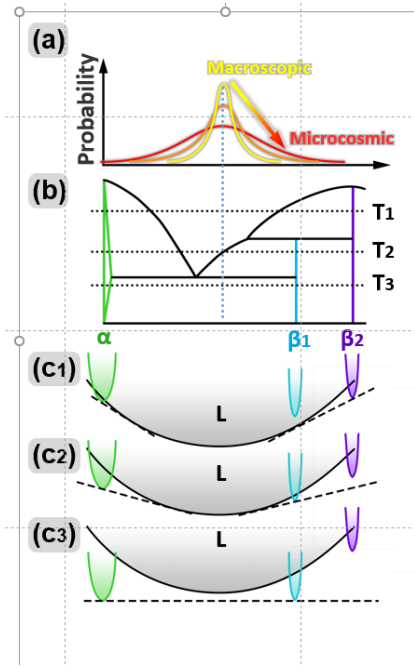 (a)
Probability
Macroscopic
Microcosmic
(b)
T1
T2
T3
α
β1
β2
(c1)
L
(c2)
L
(c3)
L